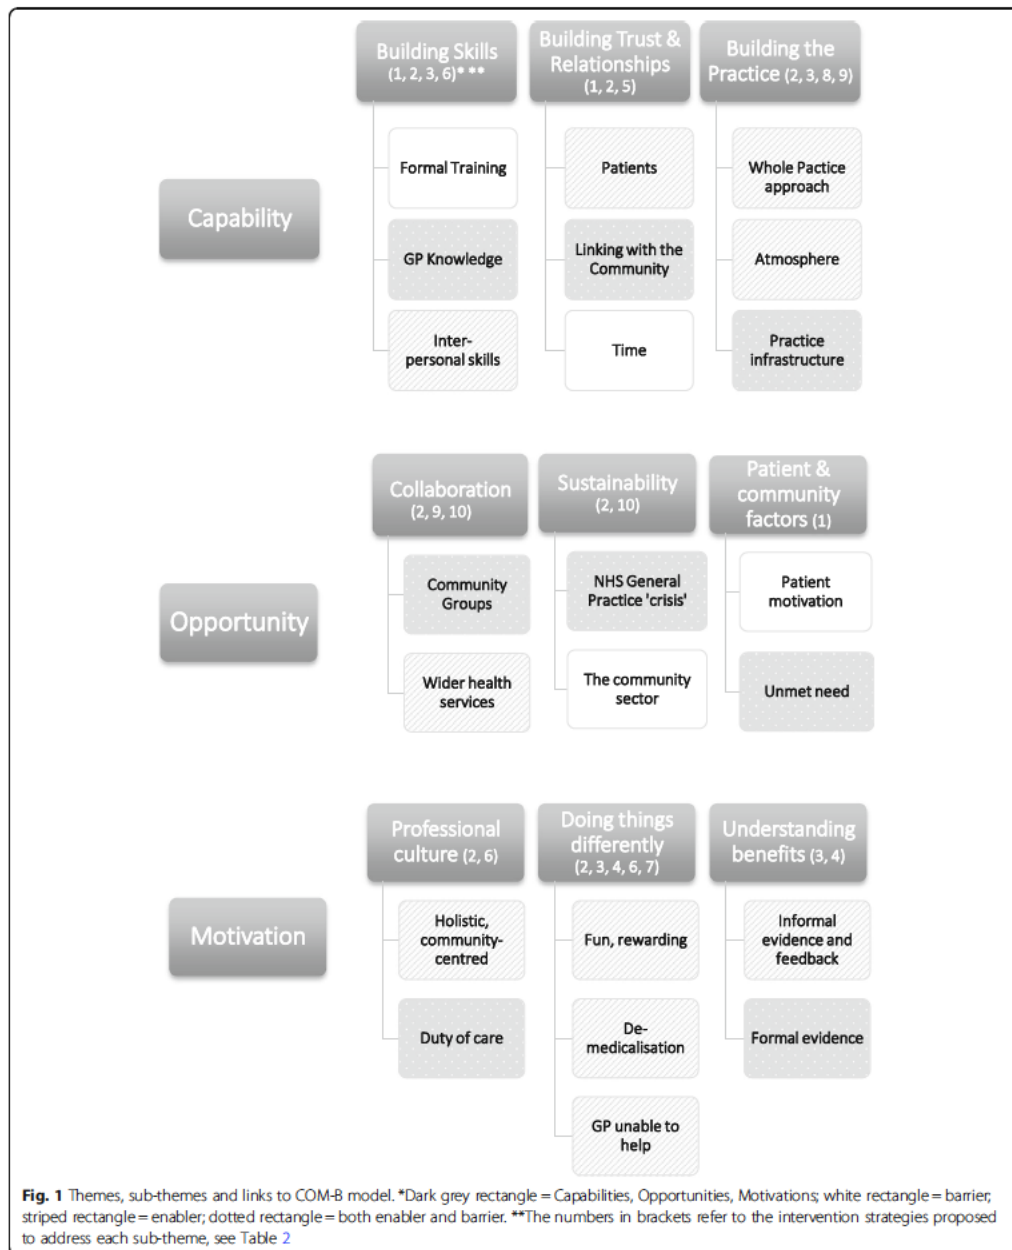 Building Skills
(1, 2, 3, 6)* **
Building Trust &
Relationships
(1, 2, 5)
Building the
Practice (2, 3, 8, 9)
Capability
Formal Training
GP Knowledge
Inter-
personal skills
Patients
Linking with the
Community
Time
Whole Pactice
approach
Atmosphere
Practice
infrastructure
Collaboration
(2, 9, 10)
Sustainability
(2, 10)
Patient &
community
factors (1)
Opportunity
Community
Groups
Wider health
services
NHS General
Practice 'crisis'
The community
sector
Patient
motivation
Unmet need
Professional
culture (2, 6)
Doing things
differently
(2, 3, 4, 6, 7)
Understanding
benefits (3, 4)
Motivation
Holistic,
community-
centred
Duty of care
Fun, rewarding
De-
medicalisation
GP unable to
help
Informal
evidence and
feedback
Formal evidence
Fig. 1 Themes, sub-themes and links to COM-B model. *Dark grey rectangle = Capabilities, Opportunities, Motivations; white rectangle = barrier;
striped rectangle = enabler; dotted rectangle = both enabler and barrier. **The numbers in brackets refer to the intervention strategies proposed
to address each sub-theme, see Table 2